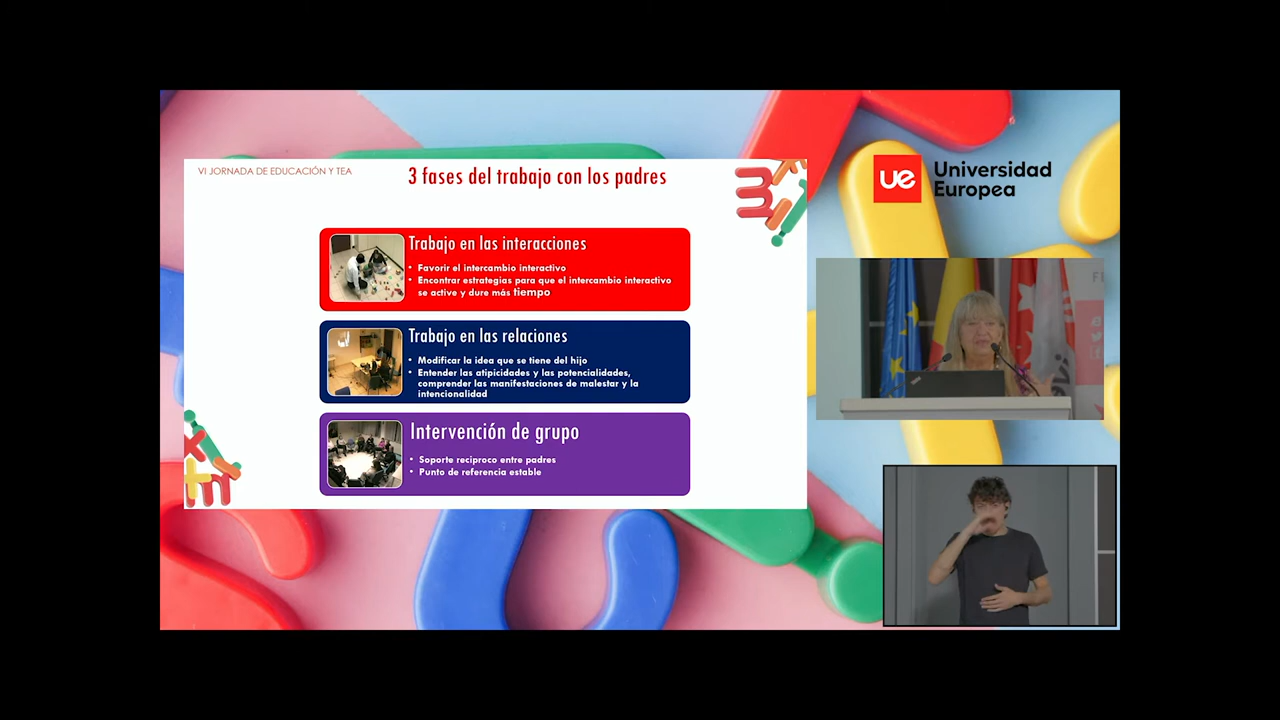 VI JORNADA DE EDUCACIÓN Y TEA
3 fases del trabajo con los padres
Trabajo en las interacciones
• Favorir el intercambio interactivo
• Encontrar estrategias para que el intercambio interactivo
se active y dure más tiempo
Trabajo en las relaciones
• Modificar la idea que se tiene del hijo
• Entender las atipicidades y las potencialidades,
comprender las manifestaciones de malestar y la
intencionalidad
Intervención de grupo
• Soporte reciproco entre padres
• Punto de referencia estable
ue
Universidad
Europea